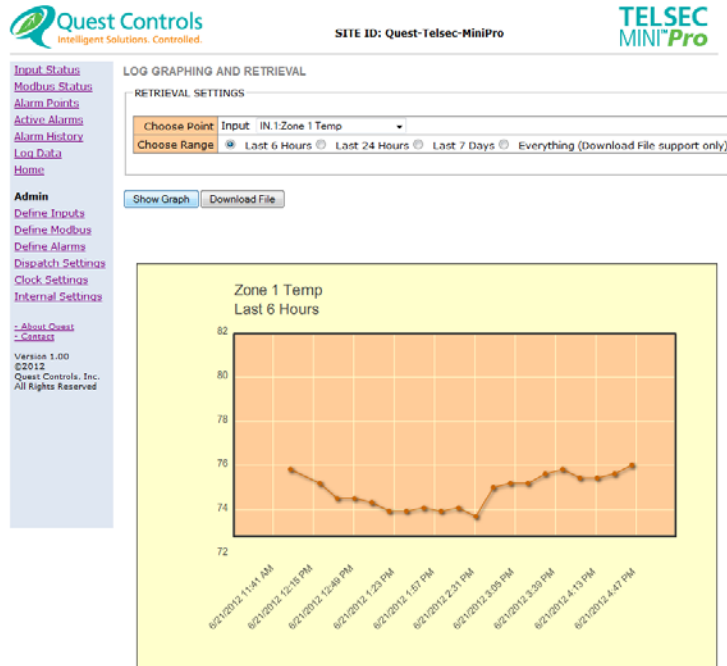 Quest Controls
Intelligent Solutions. Controlled.
SITE ID: Quest-Telsec-MiniPro
TELSEC
MINI™Pro
Input Status
Modbus Status
Alarm Points
Active Alarms
Alarm History
Log Data
Home
Admin
Define Inputs
Define Modbus
Define Alarms
Dispatch Settings
Clock Settings
Internal Settings
- About Quest
- Contact
Version 1.00
©2012
Quest Controls, Inc.
All Rights Reserved
LOG GRAPHING AND RETRIEVAL
RETRIEVAL SETTINGS
Choose Point Input IN.1:Zone 1 Temp
Choose Range Last 6 Hours Last 24 Hours Last 7 Days Everything (Download File support only)
Show Graph Download File
Zone 1 Temp
Last 6 Hours
82
80
78
76
74
72
6/21/2012 11:41 AM
6/21/2012 12:15 PM
6/21/2012 12:49 PM
6/21/2012 1:23 PM
6/21/2012 1:57 PM
6/21/2012 2:31 PM
6/21/2012 3:05 PM
6/21/2012 3:39 PM
6/21/2012 4:13 PM
6/21/2012 4:47 PM